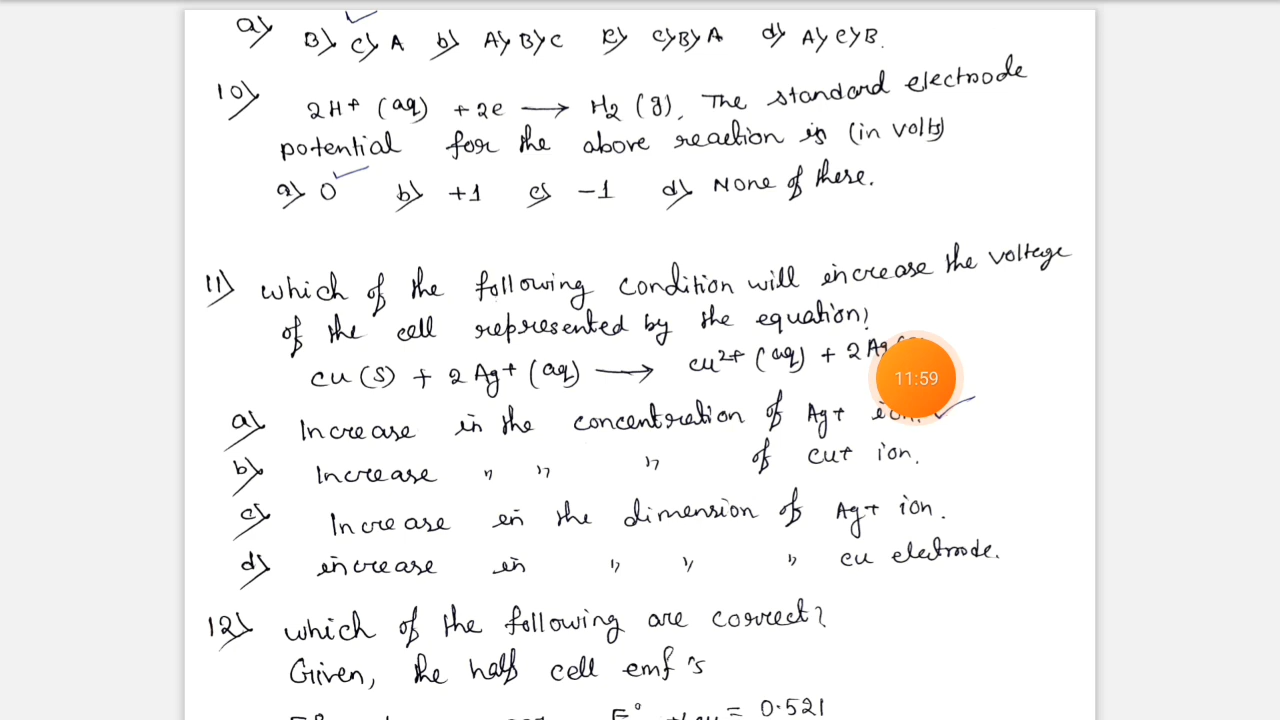 a) B > C > A b) A > B > C c) C > B > A d) A > C > B.
10) 2H+ (aq) + 2e → H2 (g). The standard electrode
potential for the above reaction is (in volts)
a) 0 b) +1 c) -1 d) None of these.
11) which of the following condition will increase the voltage
of the cell represented by the equation?
Cu (s) + 2 Ag+ (aq) → Cu2+ (aq) + 2 Ag
11:59
a) Increase in the concentration of Ag+ ion.
b) Increase " " " of Cu+ ion.
c) Increase in the dimension of Ag+ ion.
d) increase in " " " cu electrode.
12) which of the following are correct?
Given, the half cell emf's
E° = 0.521